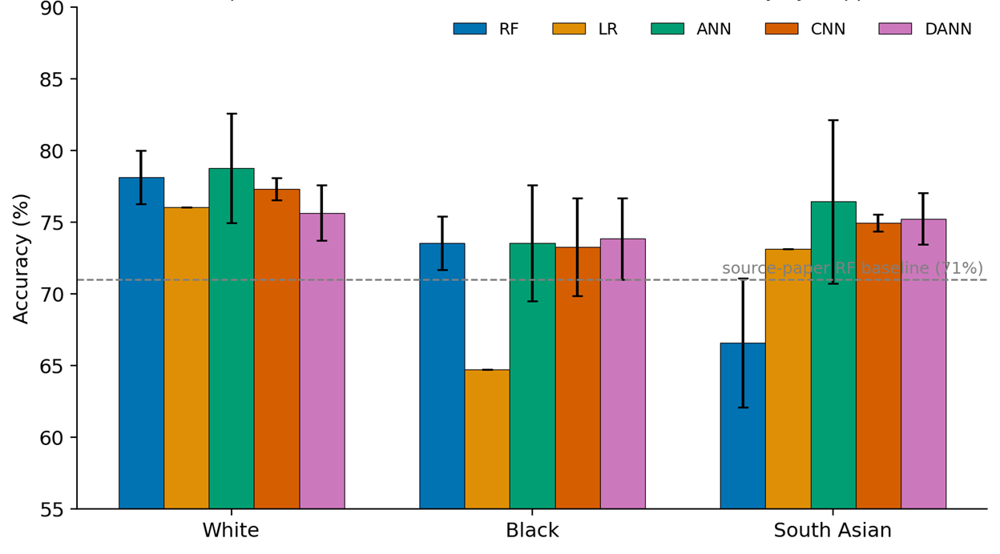 90
RF LR ANN CNN DANN
85
80
75
source-paper RF baseline (71%)
70
65
60
55
Accuracy (%)
White Black South Asian